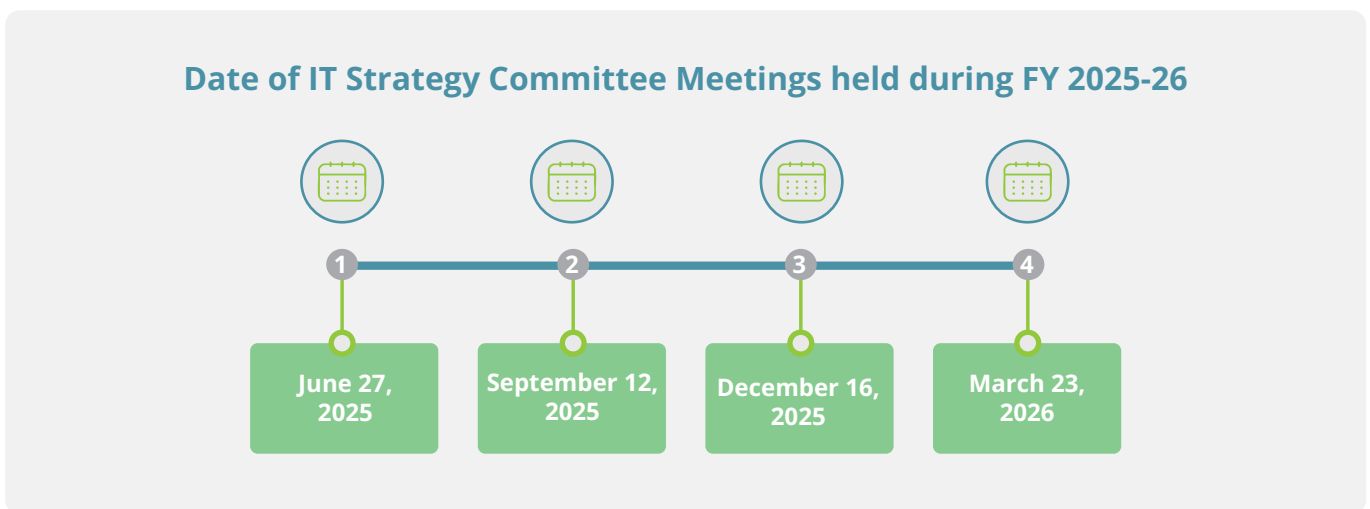 Date of IT Strategy Committee Meetings held during FY 2025-26
1
2
3
4
June 27,
2025
September 12,
2025
December 16,
2025
March 23,
2026